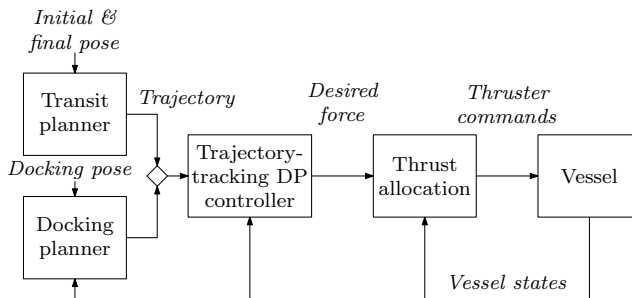 Initial &
final pose
Transit
planner
Trajectory
Docking pose
Docking
planner
Trajectory-
tracking DP
controller
Desired
force
Thrust
allocation
Thruster
commands
Vessel
Vessel states